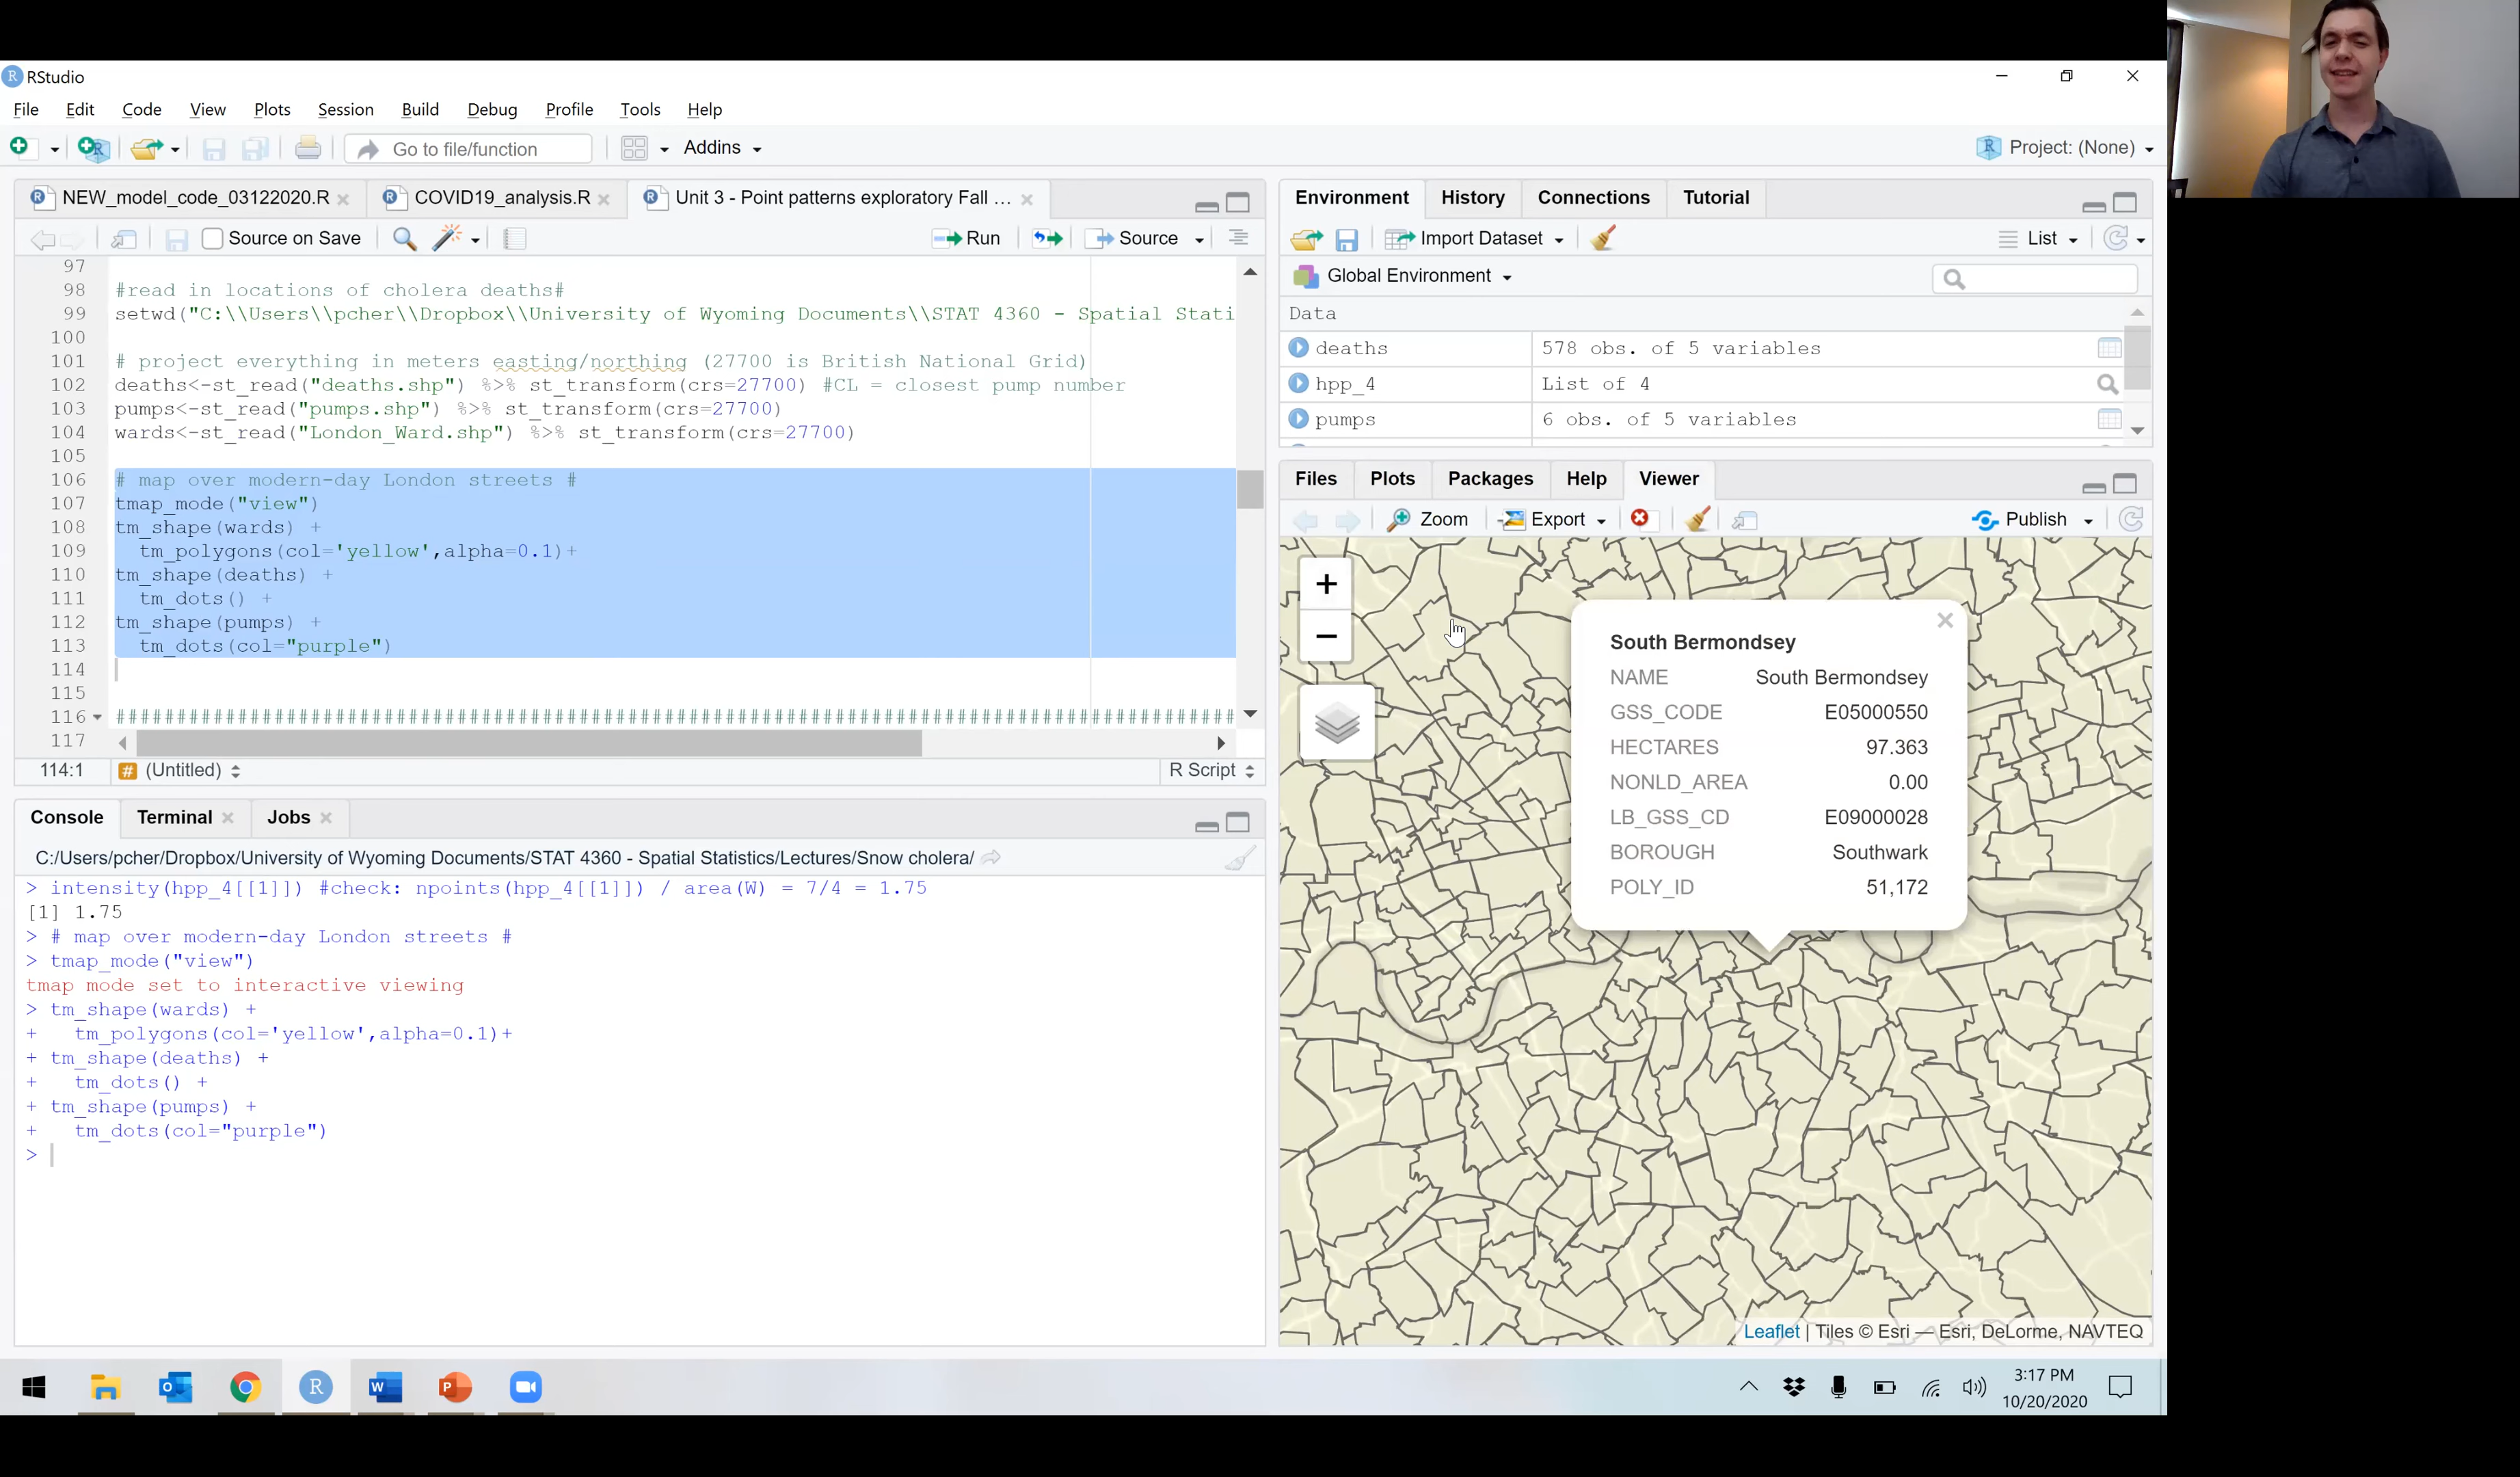 RStudio
File Edit Code View Plots Session Build Debug Profile Tools Help
Go to file/function Addins Project: (None)
NEW_model_code_03122020.R COVID19_analysis.R Unit 3 - Point patterns exploratory Fall ...
Source on Save Run Source
97
98 #read in locations of cholera deaths#
99 setwd("C:\\Users\\pcher\\Dropbox\\University of Wyoming Documents\\STAT 4360 - Spatial Stati
100
101 # project everything in meters easting/northing (27700 is British National Grid)
102 deaths<-st_read("deaths.shp") %>% st_transform(crs=27700) #CL = closest pump number
103 pumps<-st_read("pumps.shp") %>% st_transform(crs=27700)
104 wards<-st_read("London_Ward.shp") %>% st_transform(crs=27700)
105
106 # map over modern-day London streets #
107 tmap_mode("view")
108 tm_shape(wards) +
109 tm_polygons(col='yellow',alpha=0.1)+
110 tm_shape(deaths) +
111 tm_dots() +
112 tm_shape(pumps) +
113 tm_dots(col="purple")
114
115
116 ############################################################################################
117
114:1 # (Untitled) R Script
Console Terminal Jobs
C:/Users/pcher/Dropbox/University of Wyoming Documents/STAT 4360 - Spatial Statistics/Lectures/Snow cholera/
> intensity(hpp_4[[1]]) #check: npoints(hpp_4[[1]]) / area(W) = 7/4 = 1.75
[1] 1.75
> # map over modern-day London streets #
> tmap_mode("view")
tmap mode set to interactive viewing
> tm_shape(wards) +
+ tm_polygons(col='yellow',alpha=0.1)+
+ tm_shape(deaths) +
+ tm_dots() +
+ tm_shape(pumps) +
+ tm_dots(col="purple")
>
Environment History Connections Tutorial
Import Dataset List
Global Environment
Data
deaths 578 obs. of 5 variables
hpp_4 List of 4
pumps 6 obs. of 5 variables
Files Plots Packages Help Viewer
Zoom Export Publish
+
−
South Bermondsey
NAME South Bermondsey
GSS_CODE E05000550
HECTARES 97.363
NONLD_AREA 0.00
LB_GSS_CD E09000028
BOROUGH Southwark
POLY_ID 51,172
Leaflet | Tiles © Esri — Esri, DeLorme, NAVTEQ
3:17 PM
10/20/2020